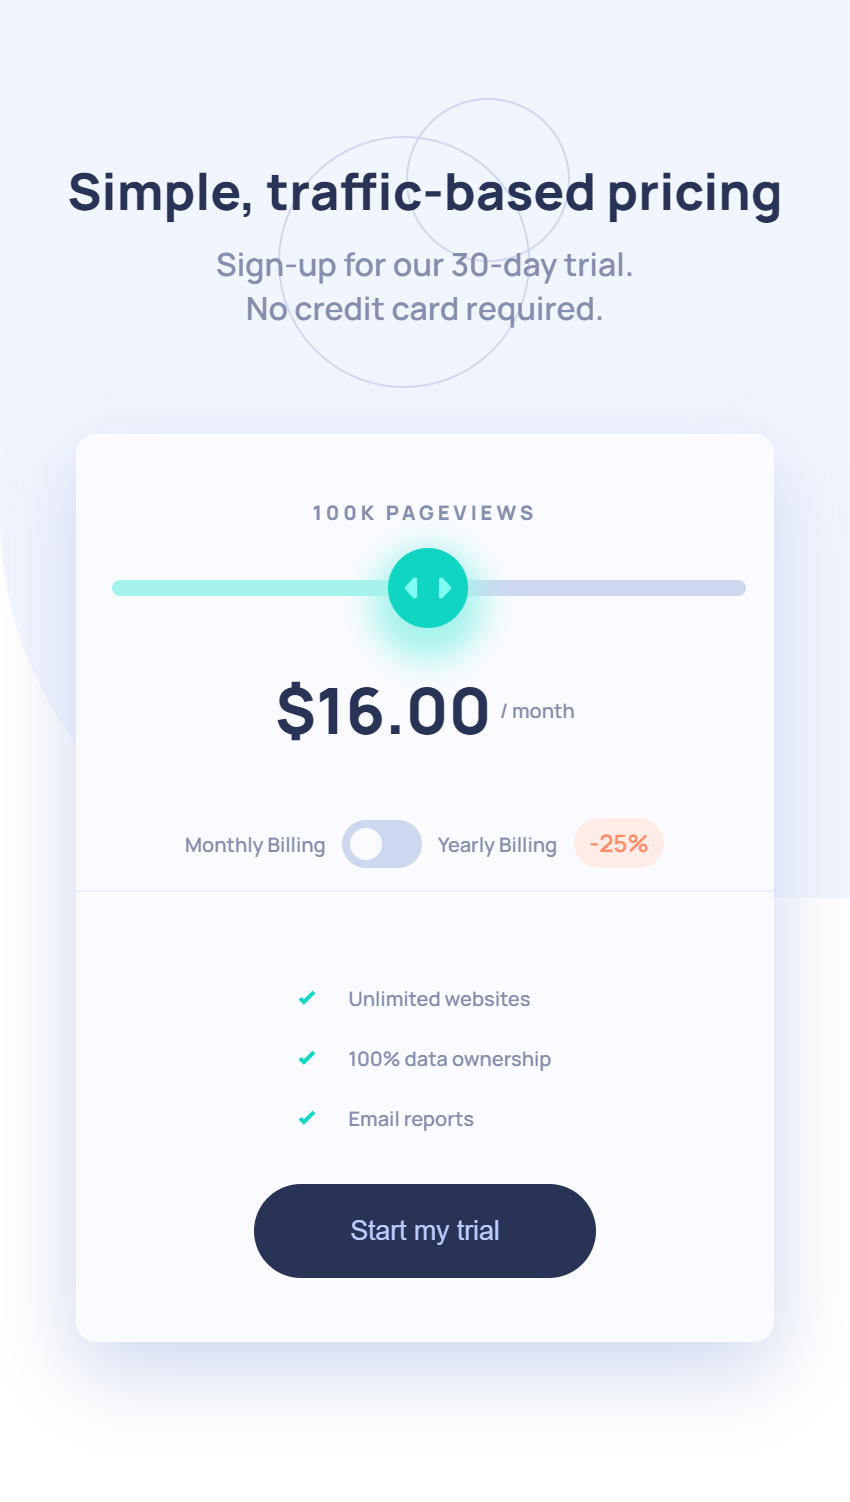 Simple, traffic-based pricing
Sign-up for our 30-day trial.
No credit card required.
100K PAGEVIEWS
$16.00 / month
Monthly Billing Yearly Billing -25%
Unlimited websites
100% data ownership
Email reports
Start my trial